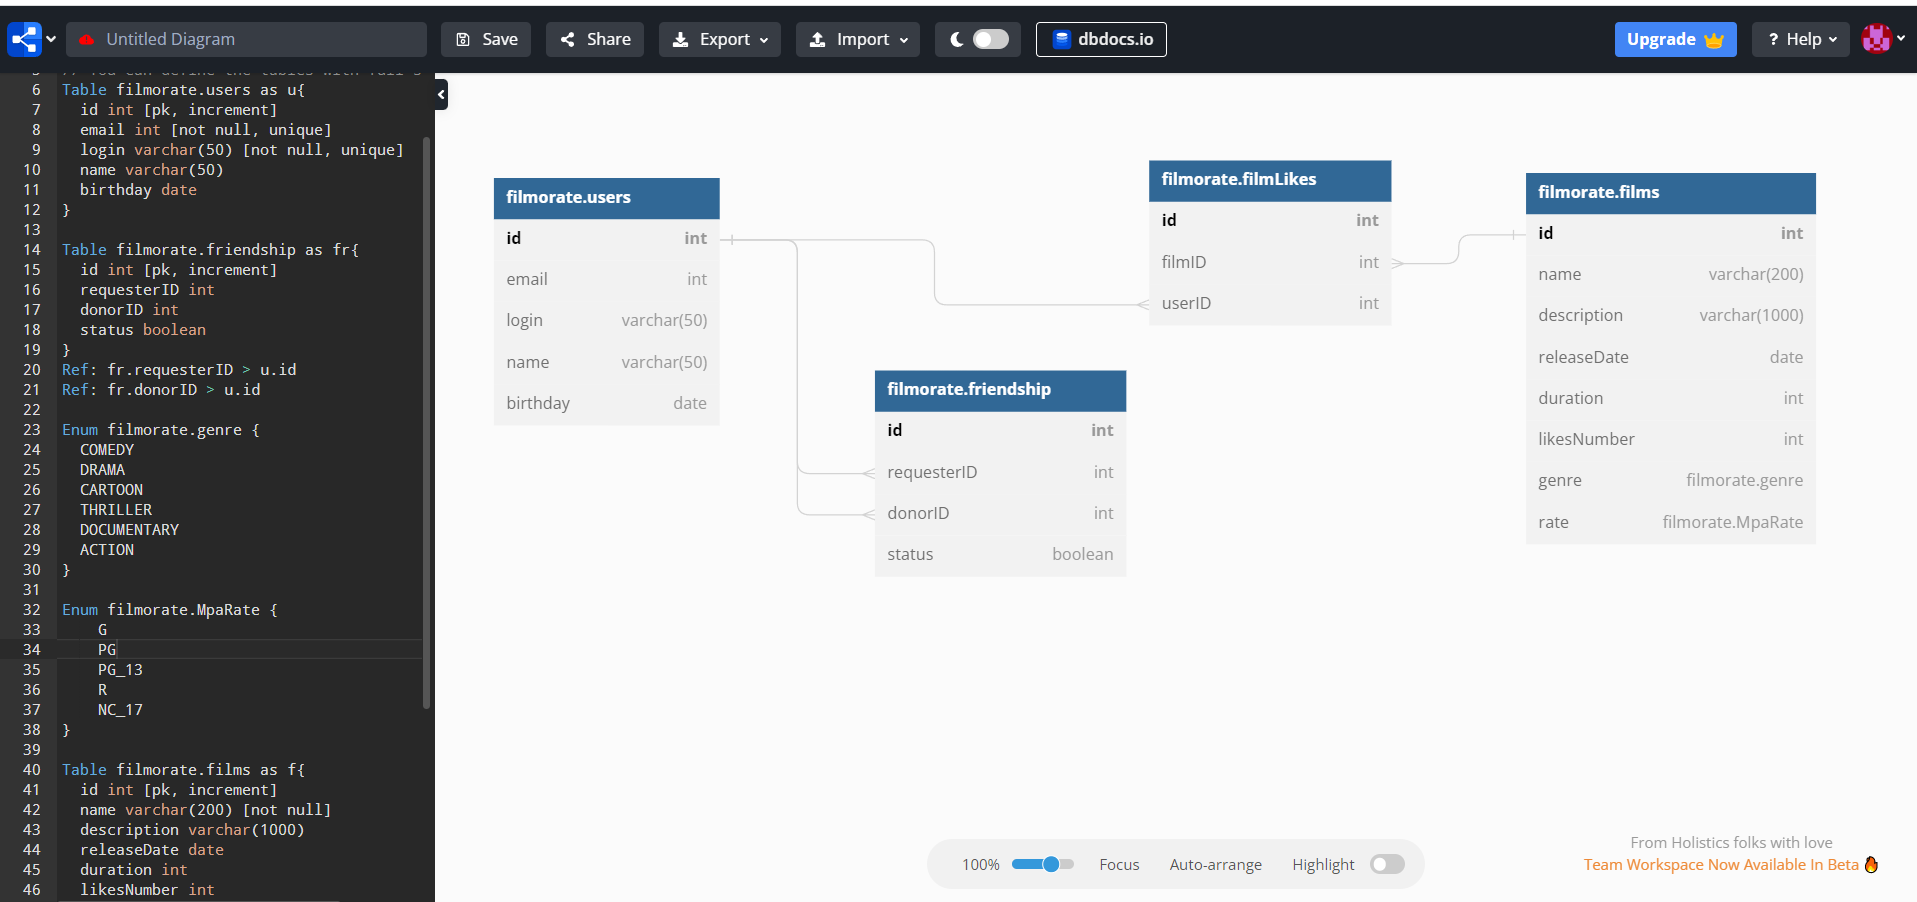 Untitled Diagram
Save
Share
Export
Import
dbdocs.io
Upgrade
? Help
6 Table filmorate.users as u{
7 id int [pk, increment]
8 email int [not null, unique]
9 login varchar(50) [not null, unique]
10 name varchar(50)
11 birthday date
12 }
13
14 Table filmorate.friendship as fr{
15 id int [pk, increment]
16 requesterID int
17 donorID int
18 status boolean
19 }
20 Ref: fr.requesterID > u.id
21 Ref: fr.donorID > u.id
22
23 Enum filmorate.genre {
24 COMEDY
25 DRAMA
26 CARTOON
27 THRILLER
28 DOCUMENTARY
29 ACTION
30 }
31
32 Enum filmorate.MpaRate {
33 G
34 PG
35 PG_13
36 R
37 NC_17
38 }
39
40 Table filmorate.films as f{
41 id int [pk, increment]
42 name varchar(200) [not null]
43 description varchar(1000)
44 releaseDate date
45 duration int
46 likesNumber int
filmorate.users
id int
email int
login varchar(50)
name varchar(50)
birthday date
filmorate.friendship
id int
requesterID int
donorID int
status boolean
filmorate.filmLikes
id int
filmID int
userID int
filmorate.films
id int
name varchar(200)
description varchar(1000)
releaseDate date
duration int
likesNumber int
genre filmorate.genre
rate filmorate.MpaRate
100%
Focus
Auto-arrange
Highlight
From Holistics folks with love
Team Workspace Now Available In Beta